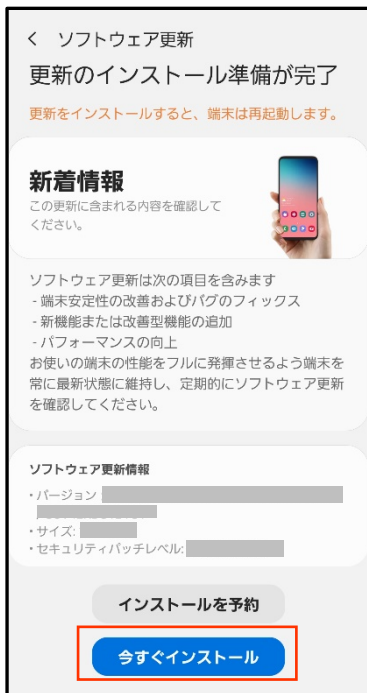 < ソフトウェア更新
更新のインストール準備が完了
更新をインストールすると、端末は再起動します。
新着情報
この更新に含まれる内容を確認して
ください。
ソフトウェア更新は次の項目を含みます
- 端末安定性の改善およびバグのフィックス
- 新機能または改善型機能の追加
- パフォーマンスの向上
お使いの端末の性能をフルに発揮させるよう端末を
常に最新状態に維持し、定期的にソフトウェア更新
を確認してください。
ソフトウェア更新情報
・バージョン
・サイズ:
・セキュリティパッチレベル:
インストールを予約
今すぐインストール